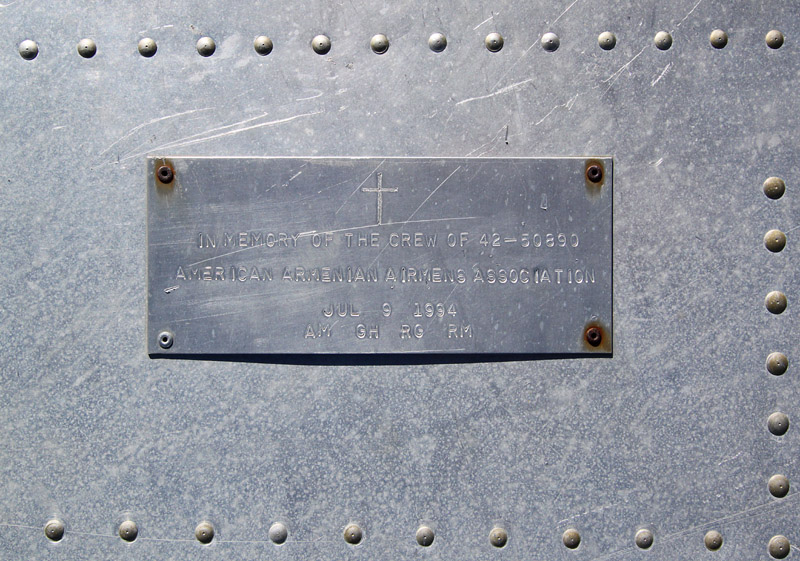 IN MEMORY OF THE CREW OF 42-50890
AMERICAN ARMENIAN AIRMENS ASSOCIATION
JUL 9 1994
AM GH RG RM